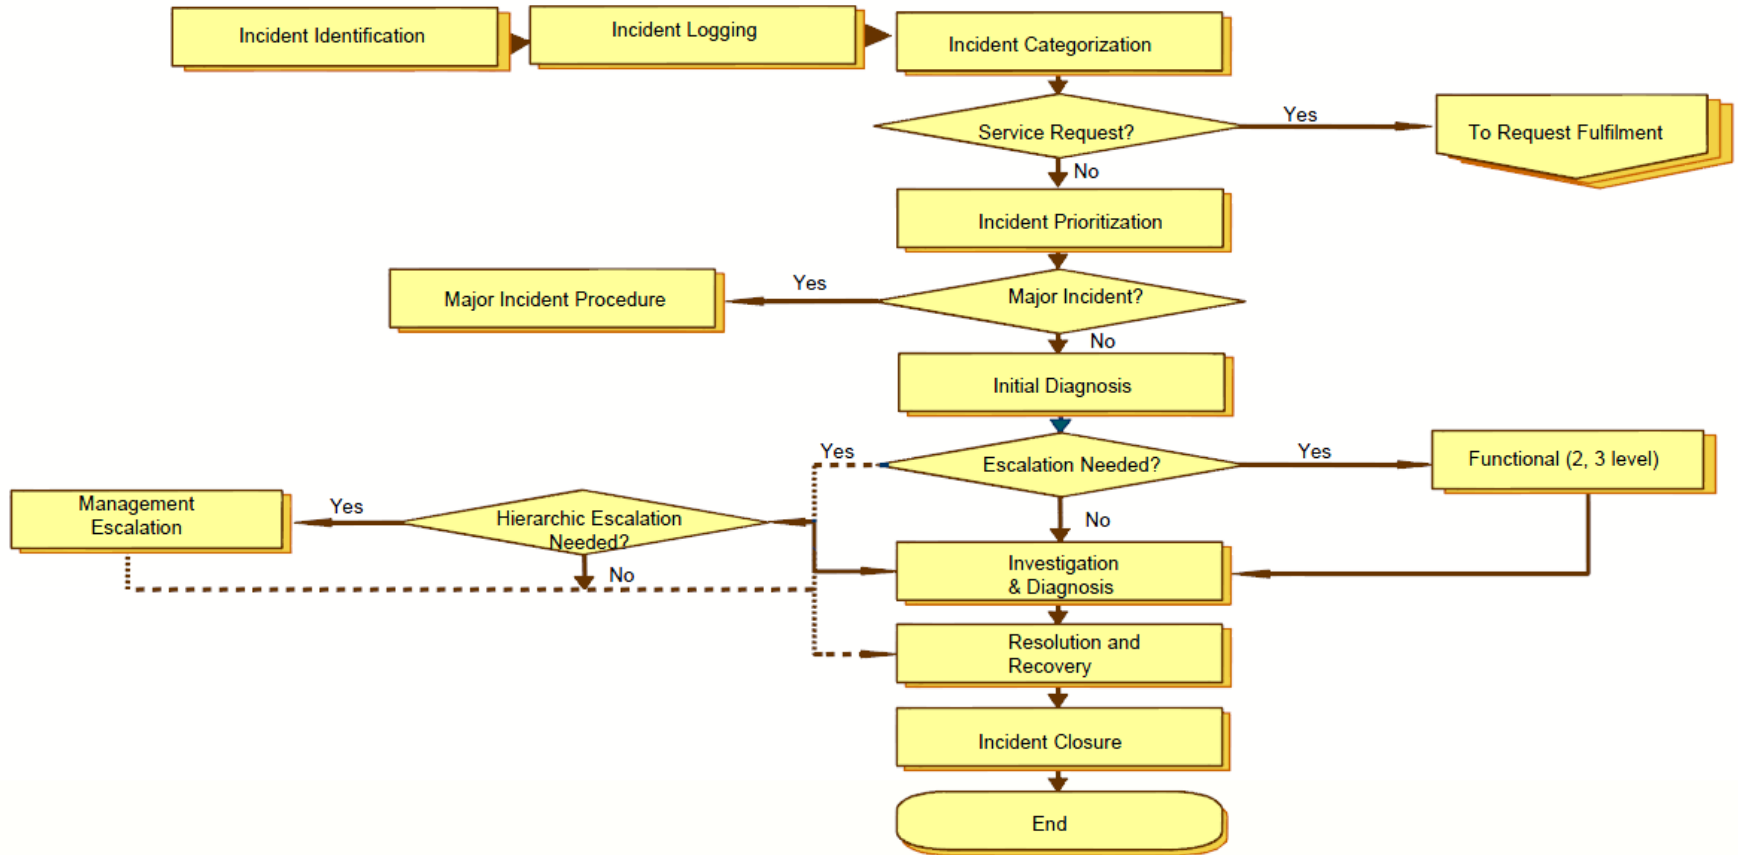 Incident Identification
Incident Logging
Incident Categorization
Service Request?
Yes
To Request Fulfilment
No
Incident Prioritization
Major Incident Procedure
Yes
Major Incident?
No
Initial Diagnosis
Yes
Escalation Needed?
Yes
Functional (2, 3 level)
Management
Escalation
Yes
Hierarchic Escalation
Needed?
No
No
Investigation
& Diagnosis
Resolution and
Recovery
Incident Closure
End